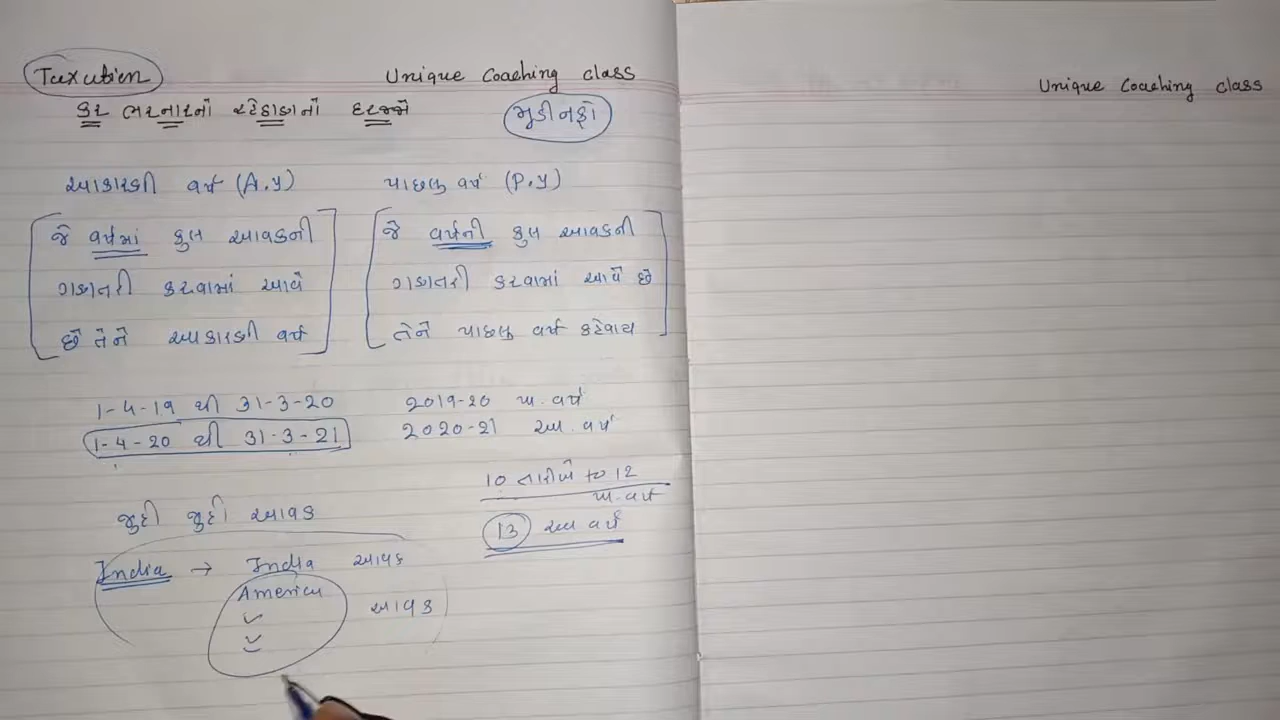 Taxation
Unique Coaching class
કર ભરનારનો રહેઠાણનો દરજ્જો
મૂડી નફો
આકારણી વર્ષ (A.y)
જે વર્ષમાં કુલ આવકની
ગણતરી કરવામાં આવે
છે તેને આકારણી વર્ષ
પાછલુ વર્ષ (P.y)
જે વર્ષની કુલ આવકની
ગણતરી કરવામાં આવે છે
તેને પાછલુ વર્ષ કહેવાય
1-4-19 થી 31-3-20 2019-20 પા.વર્ષ
1-4-20 થી 31-3-21 2020-21 આ.વર્ષ
10 તારીખે to 12
પા.વર્ષ
13 આ વર્ષ
જુદી જુદી આવક
India → India આવક
America
આવક
Unique Coaching class